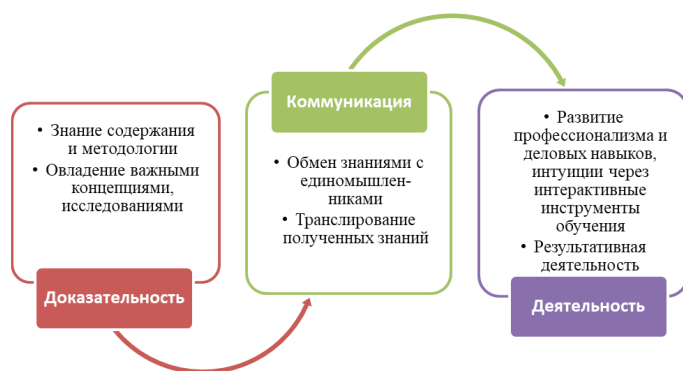 • Знание содержания
и методологии
• Овладение важными
концепциями,
исследованиями
Доказательность
Коммуникация
• Обмен знаниями с
единомышлен-
никами
• Транслирование
полученных знаний
• Развитие
профессионализма и
деловых навыков,
интуиции через
интерактивные
инструменты
обучения
• Результативная
деятельность
Деятельность